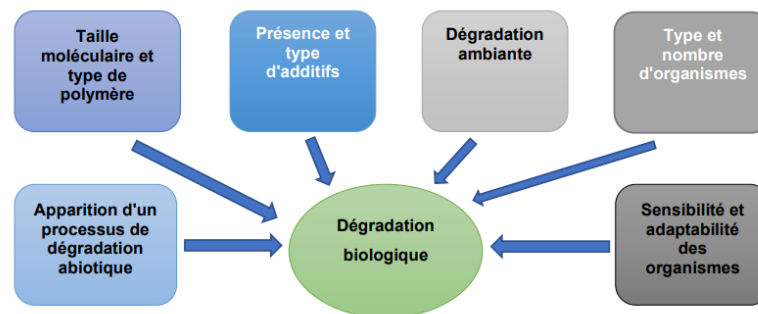 Taille
moléculaire et
type de
polymère
Présence et
type
d'additifs
Dégradation
ambiante
Type et
nombre
d'organismes
Apparition d'un
processus de
dégradation
abiotique
Dégradation
biologique
Sensibilité et
adaptabilité
des
organismes